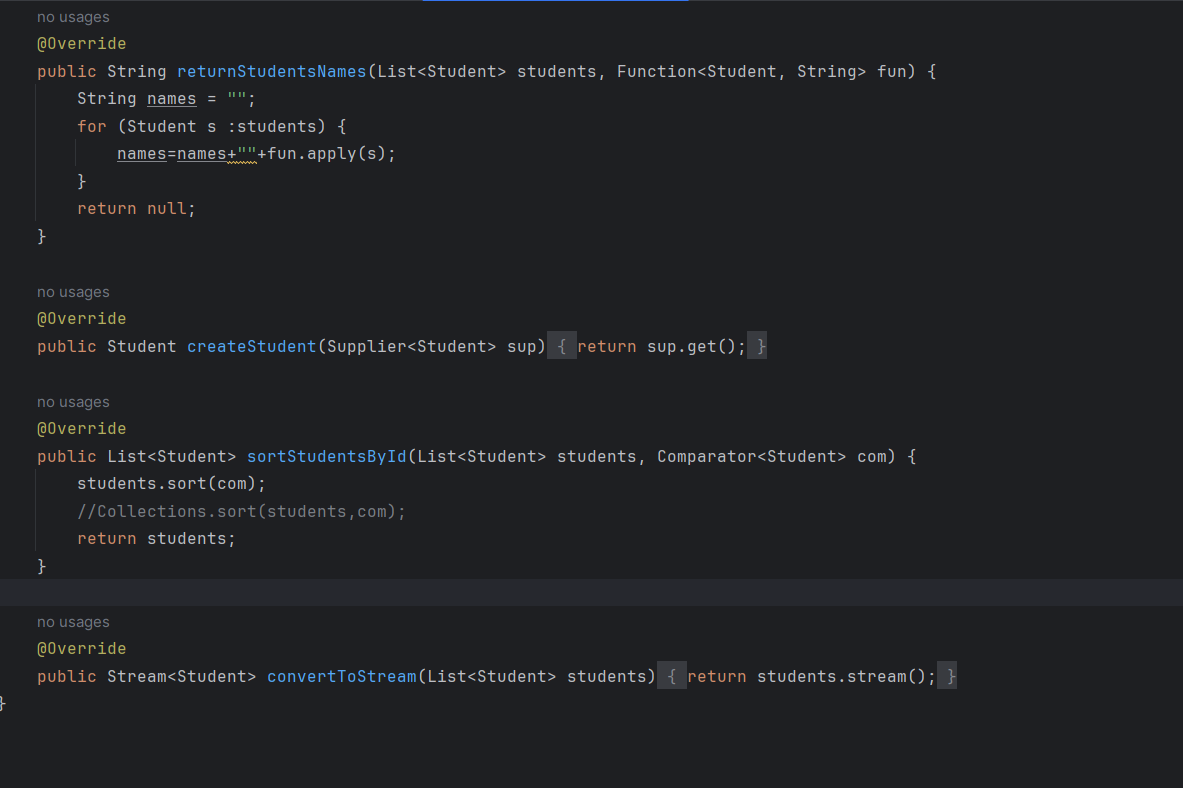 no usages
@Override
public String returnStudentsNames(List<Student> students, Function<Student, String> fun) {
    String names = "";
    for (Student s :students) {
        names=names+""+fun.apply(s);
    }
    return null;
}
no usages
@Override
public Student createStudent(Supplier<Student> sup) { return sup.get(); }
no usages
@Override
public List<Student> sortStudentsById(List<Student> students, Comparator<Student> com) {
    students.sort(com);
    //Collections.sort(students,com);
    return students;
}
no usages
@Override
public Stream<Student> convertToStream(List<Student> students) { return students.stream(); }
}